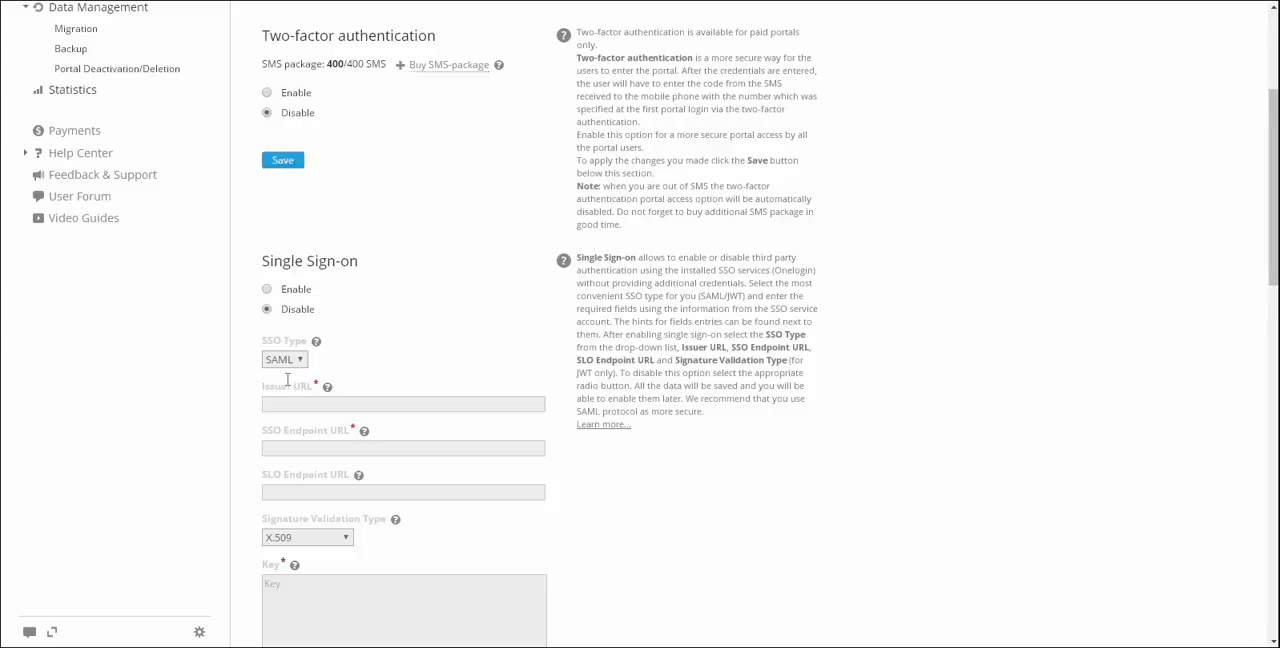 Data Management
Migration
Backup
Portal Deactivation/Deletion
Statistics
Payments
Help Center
Feedback & Support
User Forum
Video Guides
Two-factor authentication
SMS package: 400/400 SMS + Buy SMS-package ?
Enable
Disable
Save
? Two-factor authentication is available for paid portals
only.
Two-factor authentication is a more secure way for the
users to enter the portal. After the credentials are entered,
the user will have to enter the code from the SMS
received to the mobile phone with the number which was
specified at the first portal login via the two-factor
authentication.
Enable this option for a more secure portal access by all
the portal users.
To apply the changes you made click the Save button
below this section.
Note: when you are out of SMS the two-factor
authentication portal access option will be automatically
disabled. Do not forget to buy additional SMS package in
good time.
Single Sign-on
Enable
Disable
SSO Type ?
SAML
Issuer URL* ?
SSO Endpoint URL* ?
SLO Endpoint URL ?
Signature Validation Type ?
X.509
Key* ?
Key
? Single Sign-on allows to enable or disable third party
authentication using the installed SSO services (Onelogin)
without providing additional credentials. Select the most
convenient SSO type for you (SAML/JWT) and enter the
required fields using the information from the SSO service
account. The hints for fields entries can be found next to
them. After enabling single sign-on select the SSO Type
from the drop-down list, Issuer URL, SSO Endpoint URL,
SLO Endpoint URL and Signature Validation Type (for
JWT only). To disable this option select the appropriate
radio button. All the data will be saved and you will be
able to enable them later. We recommend that you use
SAML protocol as more secure.
Learn more...